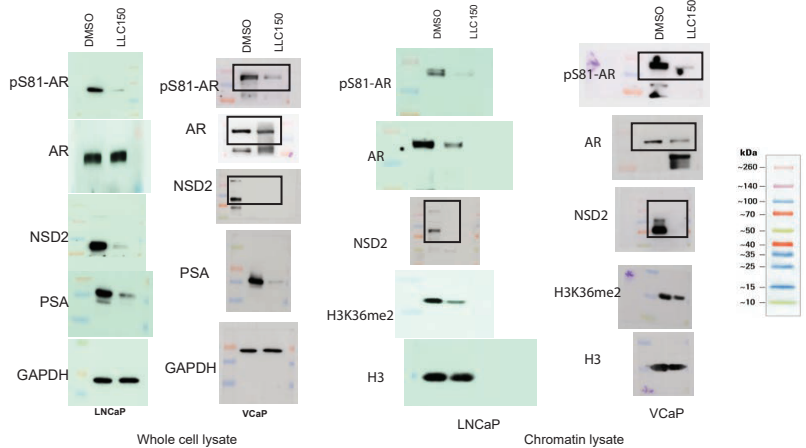 DMSO
LLC150
pS81-AR
AR
NSD2
PSA
GAPDH
LNCaP
DMSO
LLC150
pS81-AR
AR
NSD2
PSA
GAPDH
VCaP
Whole cell lysate
DMSO
LLC150
pS81-AR
AR
NSD2
H3K36me2
H3
LNCaP
DMSO
LLC150
pS81-AR
AR
NSD2
H3K36me2
H3
VCaP
Chromatin lysate
kDa
~260
~140
~100
~70
~50
~40
~35
~25
~15
~10